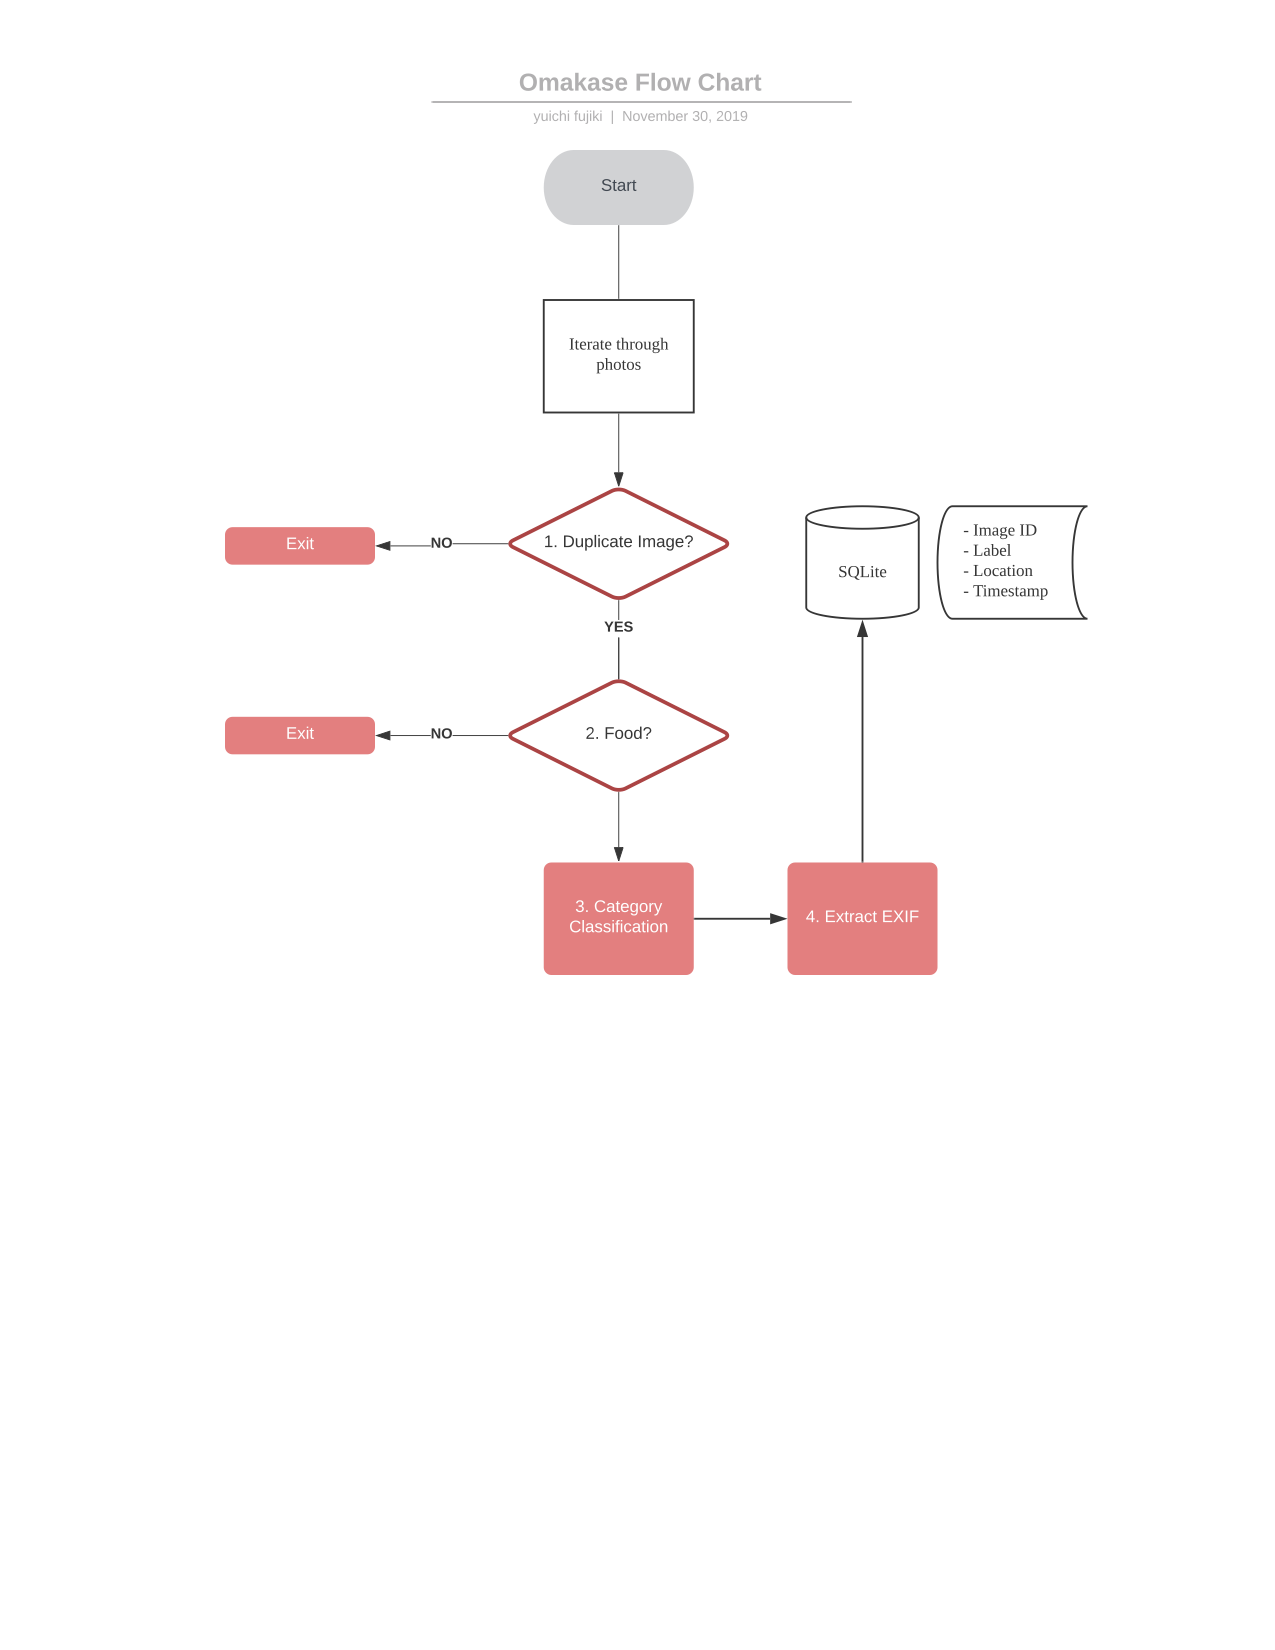 Omakase Flow Chart
yuichi fujiki | November 30, 2019
Start
Iterate through
photos
1. Duplicate Image?
NO
Exit
YES
SQLite
- Image ID
- Label
- Location
- Timestamp
2. Food?
NO
Exit
3. Category
Classification
4. Extract EXIF